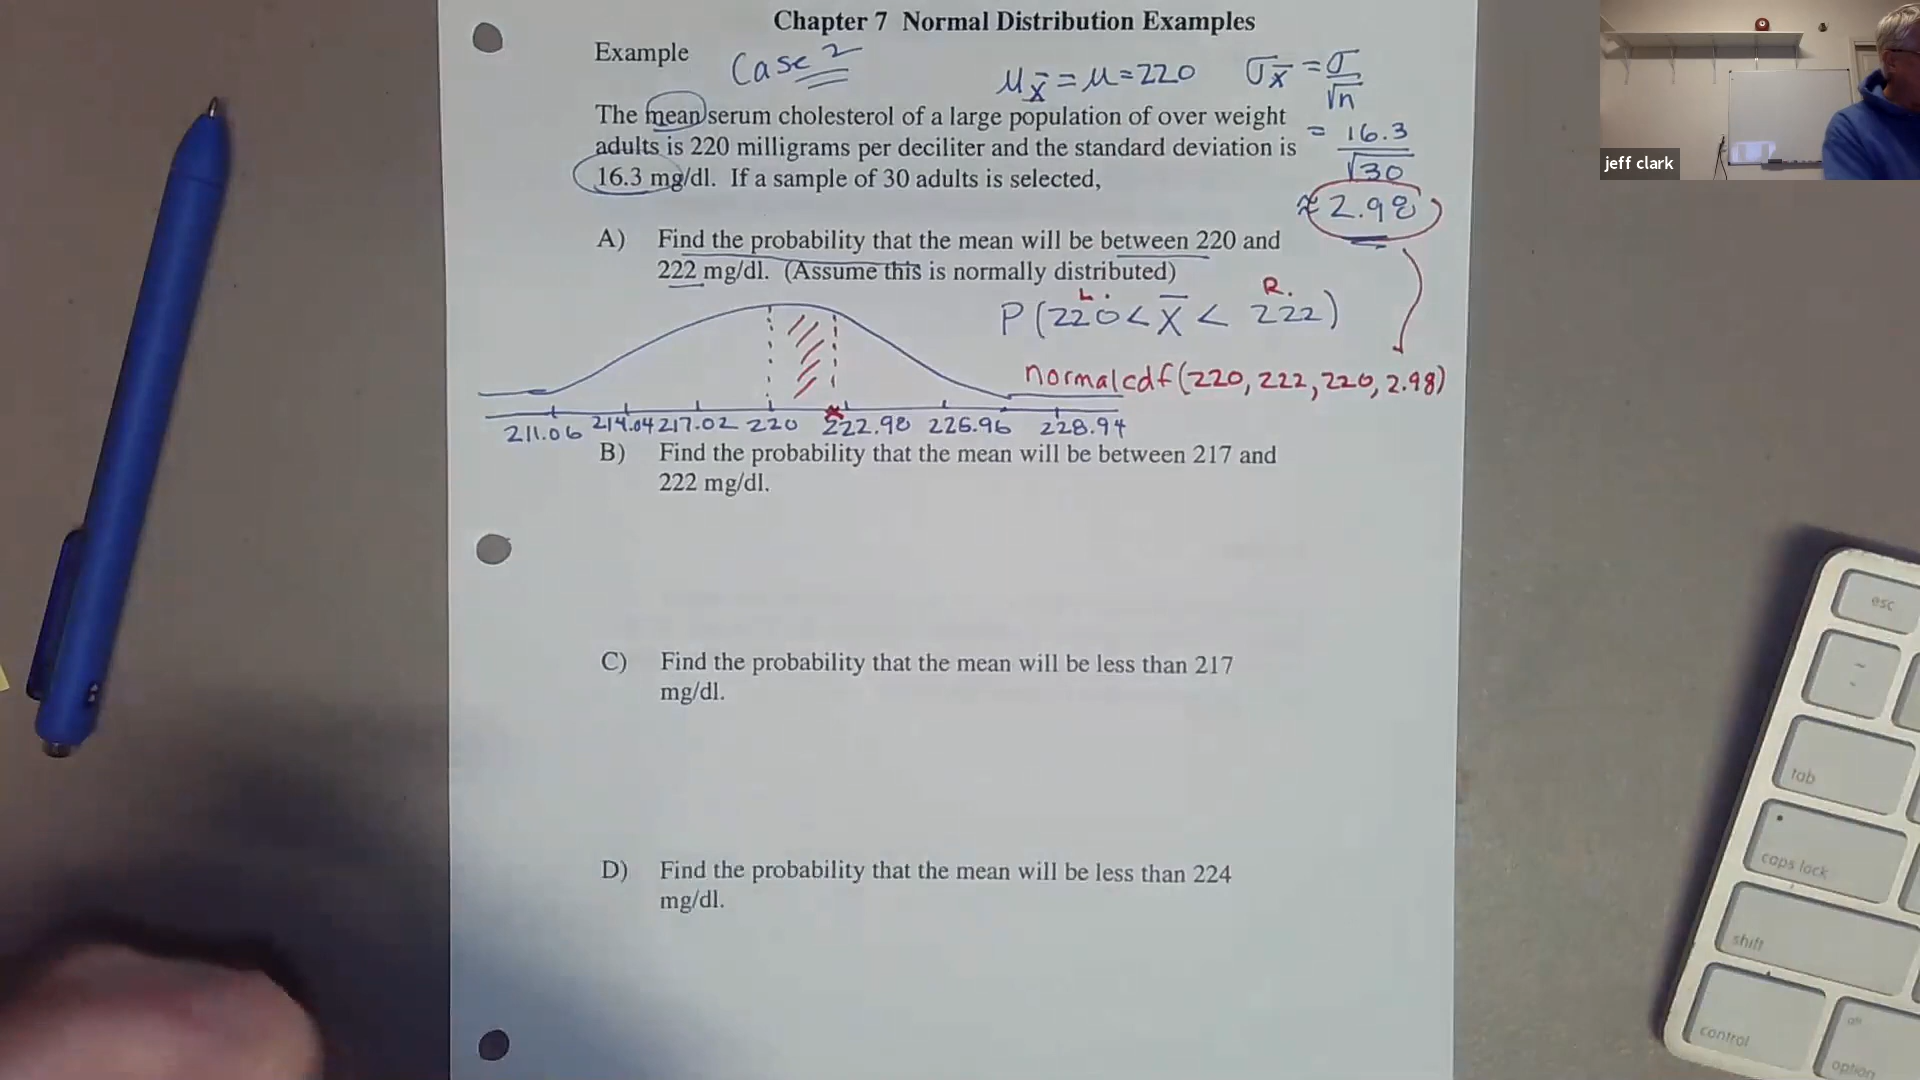 Chapter 7 Normal Distribution Examples
Example
Case 2
μx̄ = μ = 220
σx̄ = σ/√n
= 16.3/√30
≈ 2.98
The mean serum cholesterol of a large population of over weight
adults is 220 milligrams per deciliter and the standard deviation is
16.3 mg/dl. If a sample of 30 adults is selected,
A) Find the probability that the mean will be between 220 and
222 mg/dl. (Assume this is normally distributed)
L. R.
P(220 < x̄ < 222)
normalcdf(220, 222, 220, 2.98)
211.06 214.04 217.02 220 222.98 225.96 228.94
B) Find the probability that the mean will be between 217 and
222 mg/dl.
C) Find the probability that the mean will be less than 217
mg/dl.
D) Find the probability that the mean will be less than 224
mg/dl.
jeff clark
esc
~
tab
caps lock
shift
control
alt
option